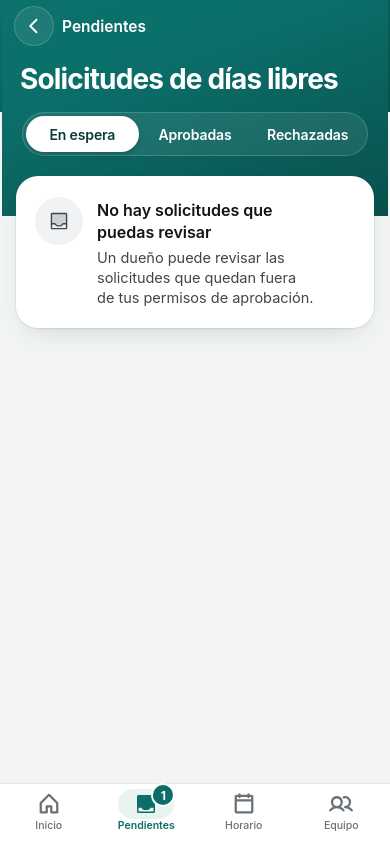 Pendientes
Solicitudes de días libres
En espera
Aprobadas
Rechazadas
No hay solicitudes que
puedas revisar
Un dueño puede revisar las
solicitudes que quedan fuera
de tus permisos de aprobación.
1
Inicio
Pendientes
Horario
Equipo